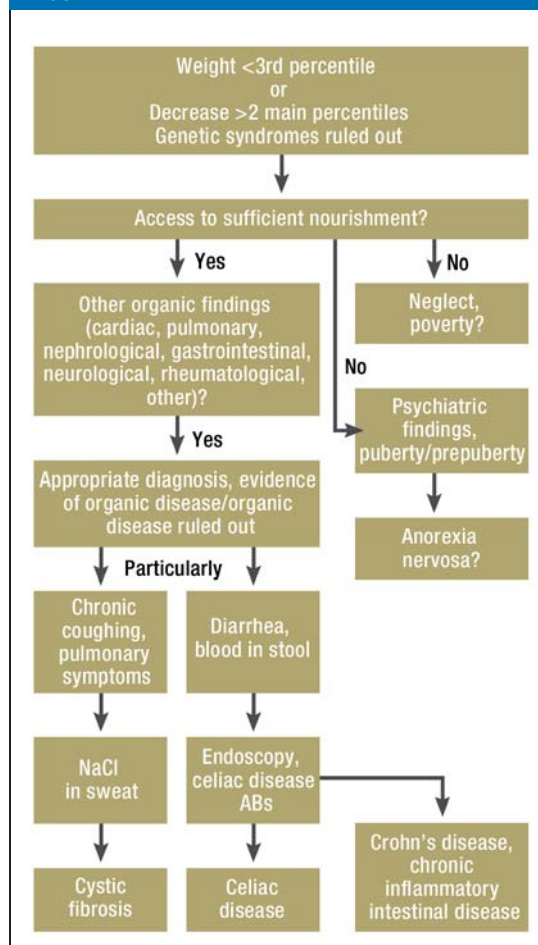 Weight <3rd percentile
or
Decrease >2 main percentiles
Genetic syndromes ruled out
Access to sufficient nourishment?
Yes
No
Other organic findings
(cardiac, pulmonary,
nephrological, gastrointestinal,
neurological, rheumatological,
other)?
Neglect,
poverty?
No
Psychiatric
findings,
puberty/prepuberty
Yes
Appropriate diagnosis, evidence
of organic disease/organic
disease ruled out
Anorexia
nervosa?
Particularly
Chronic
coughing,
pulmonary
symptoms
Diarrhea,
blood in stool
NaCl
in sweat
Endoscopy,
celiac disease
ABs
Cystic
fibrosis
Celiac
disease
Crohn's disease,
chronic
inflammatory
intestinal disease